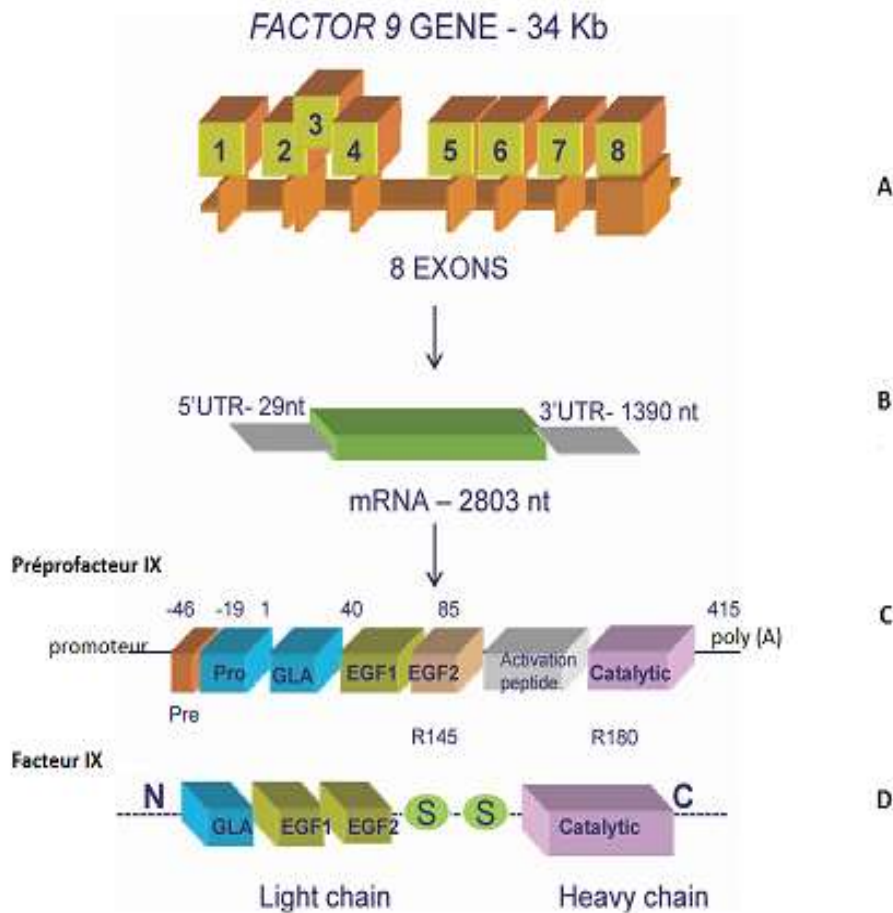 FACTOR 9 GENE - 34 Kb
1 2 3 4 5 6 7 8
A
8 EXONS
B
5'UTR- 29nt 3'UTR- 1390 nt
mRNA – 2803 nt
Préprofacteur IX
-46 -19 1 40 85 415
C
promoteur poly (A)
Pro GLA EGF1 EGF2 Activation peptide. Catalytic
Pre
R145 R180
Facteur IX
N S S C
D
GLA EGF1 EGF2 Catalytic
Light chain Heavy chain